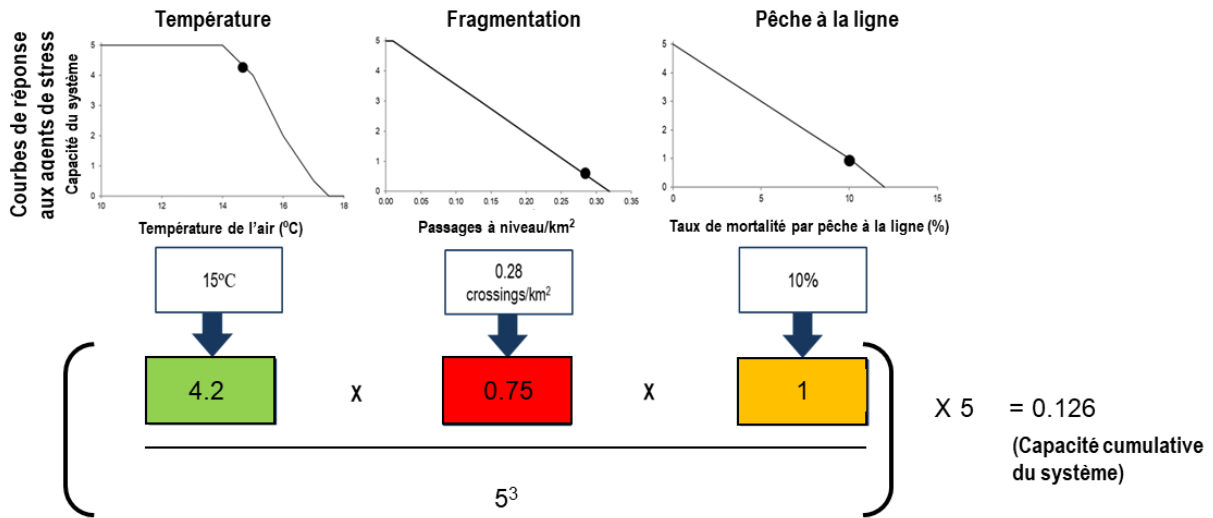 Température
Fragmentation
Pêche à la ligne
Courbes de réponse
aux agents de stress
Capacité du système
5
4
3
2
1
0
10
12
14
16
18
Température de l'air (ºC)
5
4
3
2
1
0
0.00
0.05
0.10
0.15
0.20
0.25
0.30
0.35
Passages à niveau/km²
5
4
3
2
1
0
0
5
10
15
Taux de mortalité par pêche à la ligne (%)
15ºC
0.28
crossings/km²
10%
4.2 x 0.75 x 1
5³
X 5 = 0.126
(Capacité cumulative
du système)